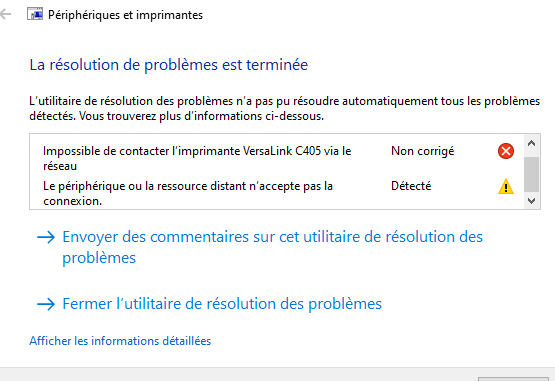 Périphériques et imprimantes
La résolution de problèmes est terminée
L'utilitaire de résolution des problèmes n'a pas pu résoudre automatiquement tous les problèmes
détectés. Vous trouverez plus d'informations ci-dessous.
Impossible de contacter l'imprimante VersaLink C405 via le Non corrigé
réseau
Le périphérique ou la ressource distant n'accepte pas la Détecté
connexion.
Envoyer des commentaires sur cet utilitaire de résolution des
problèmes
Fermer l'utilitaire de résolution des problèmes
Afficher les informations détaillées